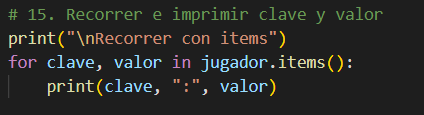 # 15. Recorrer e imprimir clave y valor
print("\nRecorrer con items")
for clave, valor in jugador.items():
    print(clave, ":", valor)